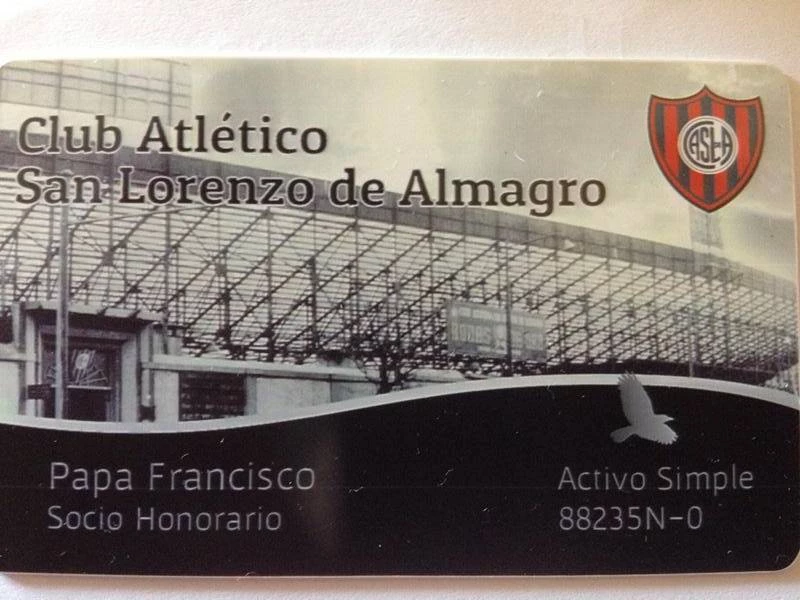 Club Atlético
San Lorenzo de Almagro
CASLA
Papa Francisco
Socio Honorario
Activo Simple
88235N-0